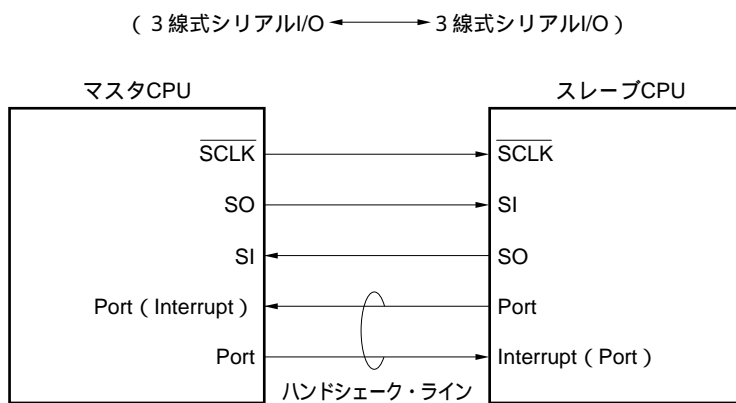 ( 3線式シリアルI/O ⟷ 3線式シリアルI/O )
マスタCPU
スレーブCPU
SCLK
SCLK
SO
SI
SI
SO
Port ( Interrupt )
Port
Port
Interrupt ( Port )
ハンドシェーク・ライン